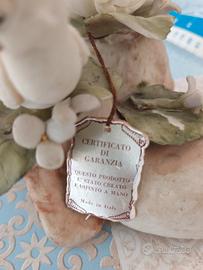 CERTIFICATO
DI
GARANZIA
QUESTO PRODOTTO
E' STATO CREATO
E DIPINTO A MANO
Made in Italy